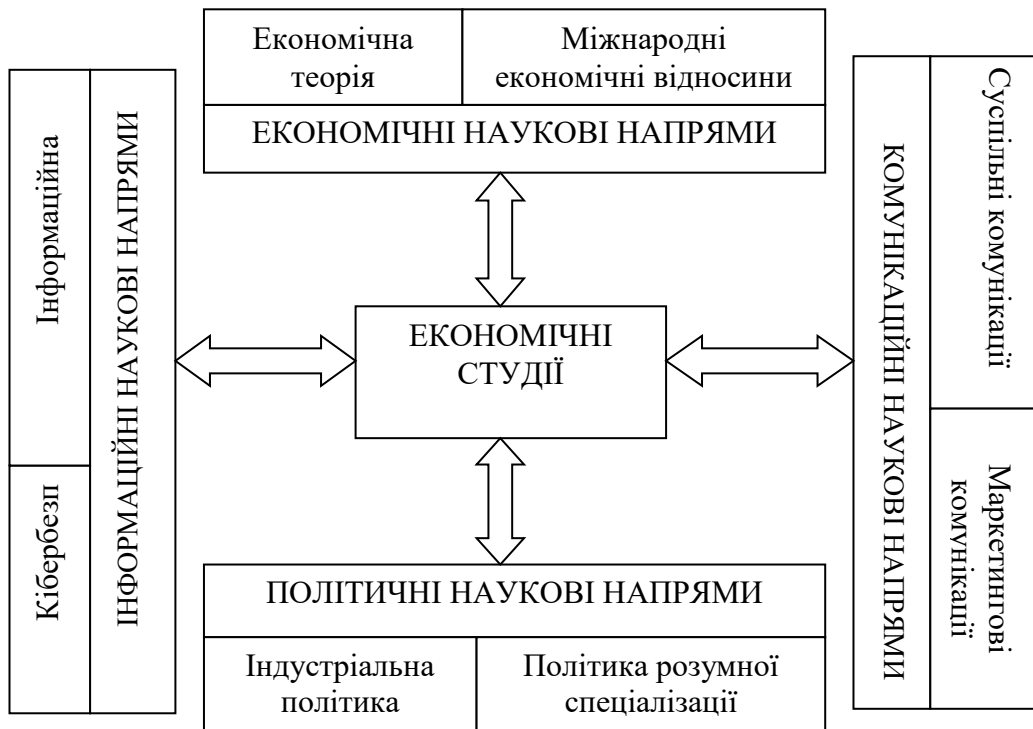 Економічна
теорія
Міжнародні
економічні відносини
ЕКОНОМІЧНІ НАУКОВІ НАПРЯМИ
Інформаційна
Кібербезп
ІНФОРМАЦІЙНІ НАУКОВІ НАПРЯМИ
ЕКОНОМІЧНІ
СТУДІЇ
КОМУНІКАЦІЙНІ НАУКОВІ НАПРЯМИ
Суспільні комунікації
Маркетингові
комунікації
ПОЛІТИЧНІ НАУКОВІ НАПРЯМИ
Індустріальна
політика
Політика розумної
спеціалізації